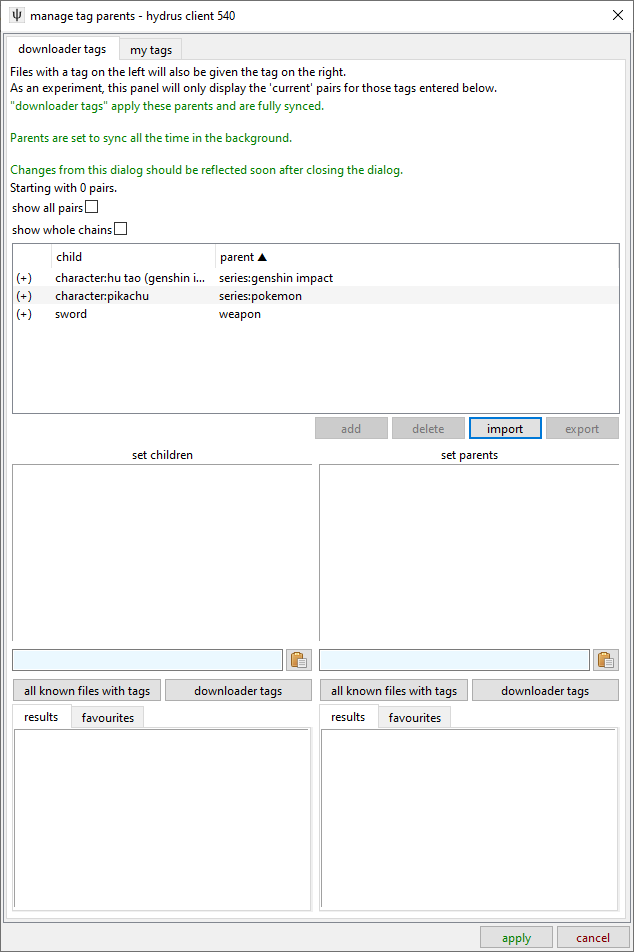 manage tag parents - hydrus client 540
downloader tags my tags
Files with a tag on the left will also be given the tag on the right.
As an experiment, this panel will only display the 'current' pairs for those tags entered below.
"downloader tags" apply these parents and are fully synced.
Parents are set to sync all the time in the background.
Changes from this dialog should be reflected soon after closing the dialog.
Starting with 0 pairs.
show all pairs
show whole chains
child parent ▲
(+) character:hu tao (genshin i... series:genshin impact
(+) character:pikachu series:pokemon
(+) sword weapon
add delete import export
set children set parents
all known files with tags downloader tags all known files with tags downloader tags
results favourites results favourites
apply cancel